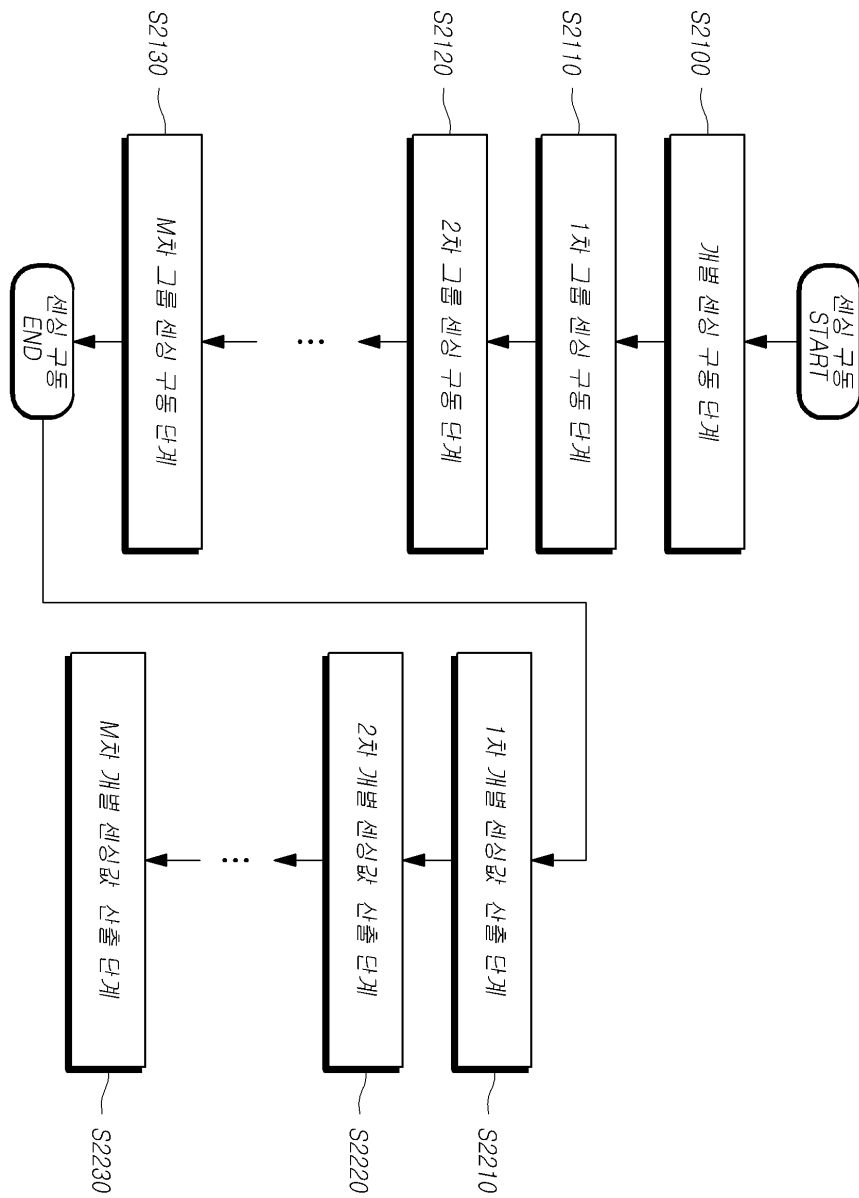 센싱 구동
START
S2100
개별 센싱 구동 단계
S2110
1차 그룹 센싱 구동 단계
S2120
2차 그룹 센싱 구동 단계
...
S2130
M차 그룹 센싱 구동 단계
센싱 구동
END
1차 개별 센싱값 산출 단계
S2210
2차 개별 센싱값 산출 단계
S2220
...
M차 개별 센싱값 산출 단계
S2230